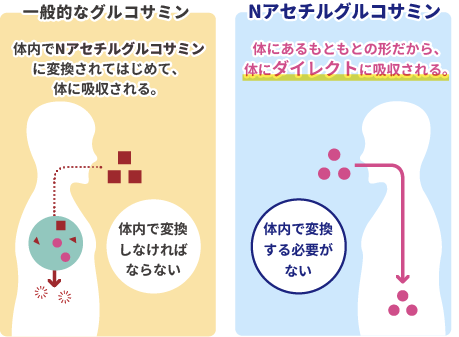 一般的なグルコサミン
体内でNアセチルグルコサミン
に変換されてはじめて、
体に吸収される。
体内で変換
しなければ
ならない
Nアセチルグルコサミン
体にあるもともとの形だから、
体にダイレクトに吸収される。
体内で変換
する必要が
ない